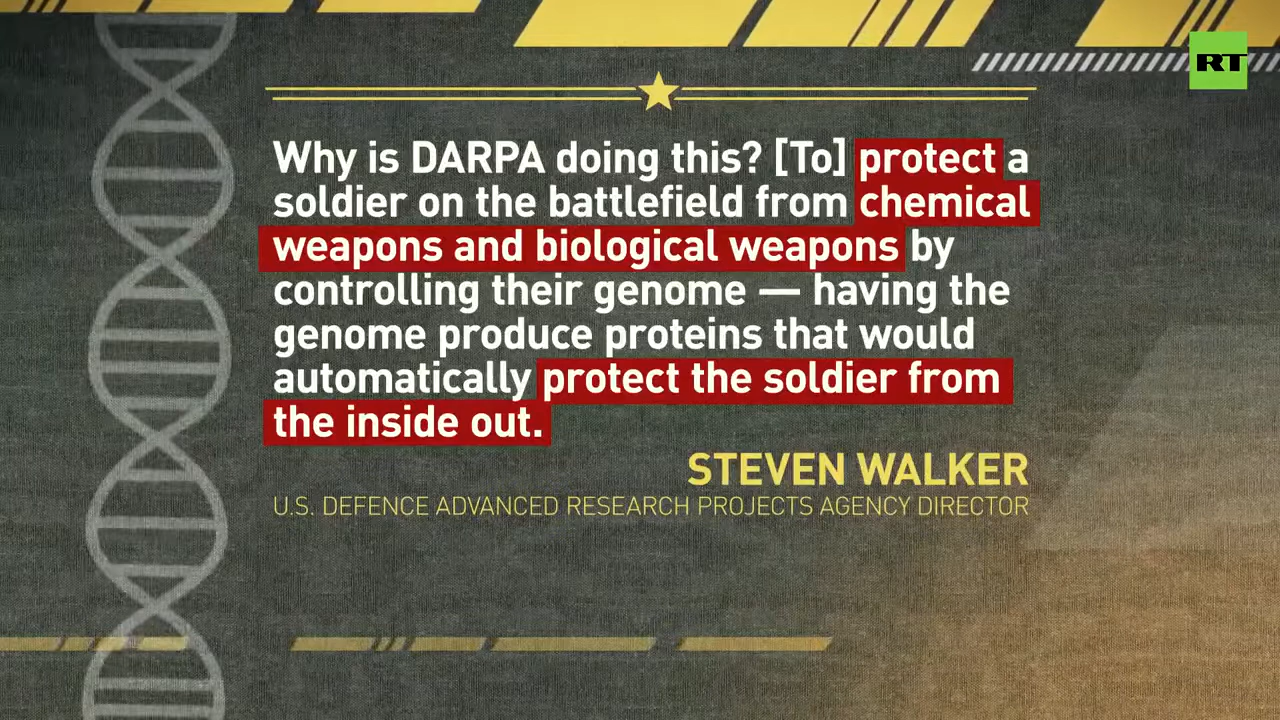 RT
Why is DARPA doing this? [To] protect a
soldier on the battlefield from chemical
weapons and biological weapons by
controlling their genome — having the
genome produce proteins that would
automatically protect the soldier from
the inside out.
STEVEN WALKER
U.S. DEFENCE ADVANCED RESEARCH PROJECTS AGENCY DIRECTOR